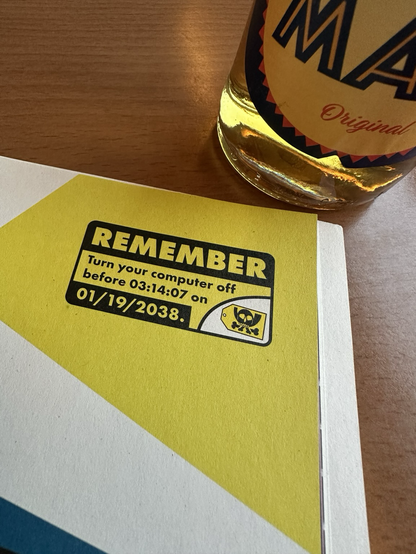 MA
Original
REMEMBER
Turn your computer off
before 03:14:07 on
01/19/2038.